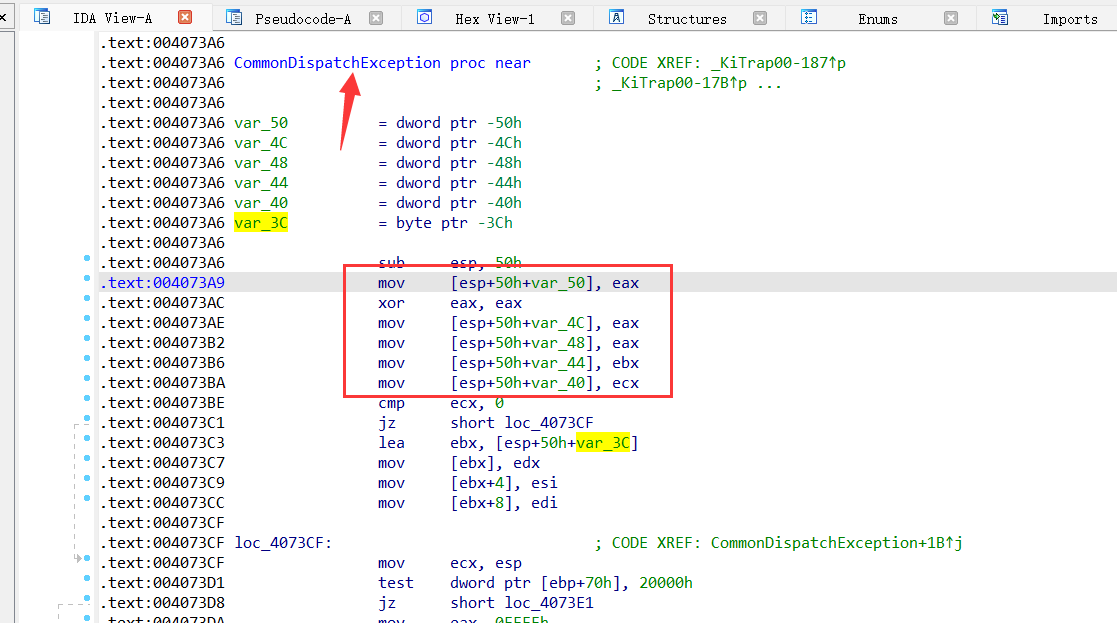 IDA View-A Pseudocode-A Hex View-1 Structures Enums Imports
.text:004073A6
.text:004073A6 CommonDispatchException proc near ; CODE XREF: _KiTrap00-187↑p
.text:004073A6 ; _KiTrap00-17B↑p ...
.text:004073A6
.text:004073A6 var_50 = dword ptr -50h
.text:004073A6 var_4C = dword ptr -4Ch
.text:004073A6 var_48 = dword ptr -48h
.text:004073A6 var_44 = dword ptr -44h
.text:004073A6 var_40 = dword ptr -40h
.text:004073A6 var_3C = byte ptr -3Ch
.text:004073A6
.text:004073A6 sub esp, 50h
.text:004073A9 mov [esp+50h+var_50], eax
.text:004073AC xor eax, eax
.text:004073AE mov [esp+50h+var_4C], eax
.text:004073B2 mov [esp+50h+var_48], eax
.text:004073B6 mov [esp+50h+var_44], ebx
.text:004073BA mov [esp+50h+var_40], ecx
.text:004073BE cmp ecx, 0
.text:004073C1 jz short loc_4073CF
.text:004073C3 lea ebx, [esp+50h+var_3C]
.text:004073C7 mov [ebx], edx
.text:004073C9 mov [ebx+4], esi
.text:004073CC mov [ebx+8], edi
.text:004073CF
.text:004073CF loc_4073CF: ; CODE XREF: CommonDispatchException+1B↑j
.text:004073CF mov ecx, esp
.text:004073D1 test dword ptr [ebp+70h], 20000h
.text:004073D8 jz short loc_4073E1
.text:004073DA mov eax, 0FFFFh